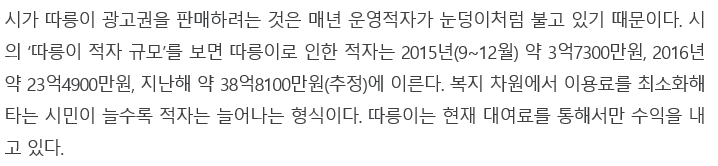 시가 따릉이 광고권을 판매하려는 것은 매년 운영적자가 눈덩이처럼 불고 있기 때문이다. 시
의 ‘따릉이 적자 규모’를 보면 따릉이로 인한 적자는 2015년(9~12월) 약 3억7300만원, 2016년
약 23억4900만원, 지난해 약 38억8100만원(추정)에 이른다. 복지 차원에서 이용료를 최소화해
타는 시민이 늘수록 적자는 늘어나는 형식이다. 따릉이는 현재 대여료를 통해서만 수익을 내
고 있다.